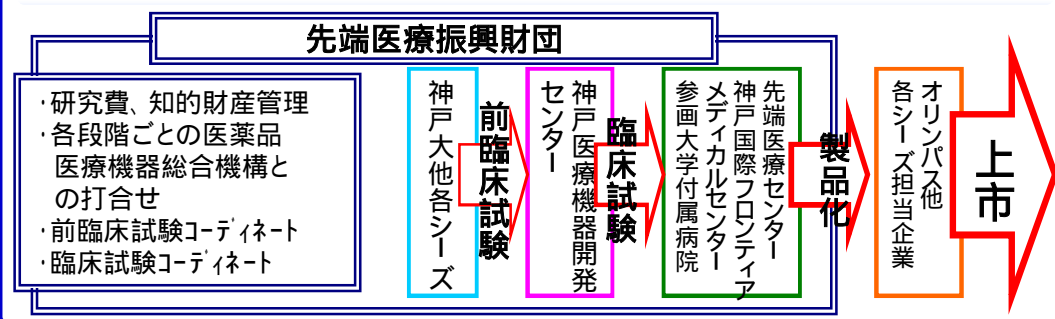 先端医療振興財団
・研究費、知的財産管理
・各段階ごとの医薬品
医療機器総合機構と
の打合せ
・前臨床試験ｺｰﾃﾞｨﾈｰﾄ
・臨床試験ｺｰﾃﾞｨﾈｰﾄ
神戸大他各シーズ
前臨床試験
神戸医療機器開発
センター
臨床試験
先端医療センター
神戸国際フロンティア
メディカルセンター
参画大学付属病院
製品化
オリンパス他
各シーズ担当企業
上市